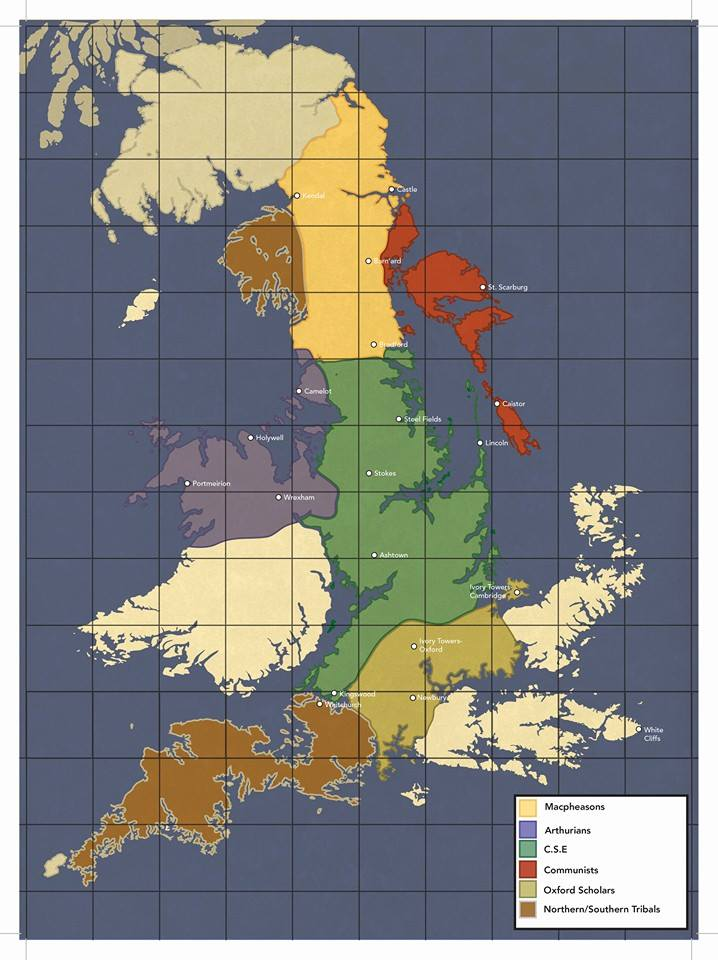 Castle
Kendal
Barn'ard
St. Scarburg
Bradford
Camelot
Caistor
Steel Fields
Holywell
Lincoln
Stokes
Portmeirion
Wrexham
Ashtown
Ivory Towers-
Cambridge
Ivory Towers-
Oxford
Kingswood
Newbury
Whitchurch
White
Cliffs
Macpheasons
Arthurians
C.S.E
Communists
Oxford Scholars
Northern/Southern Tribals